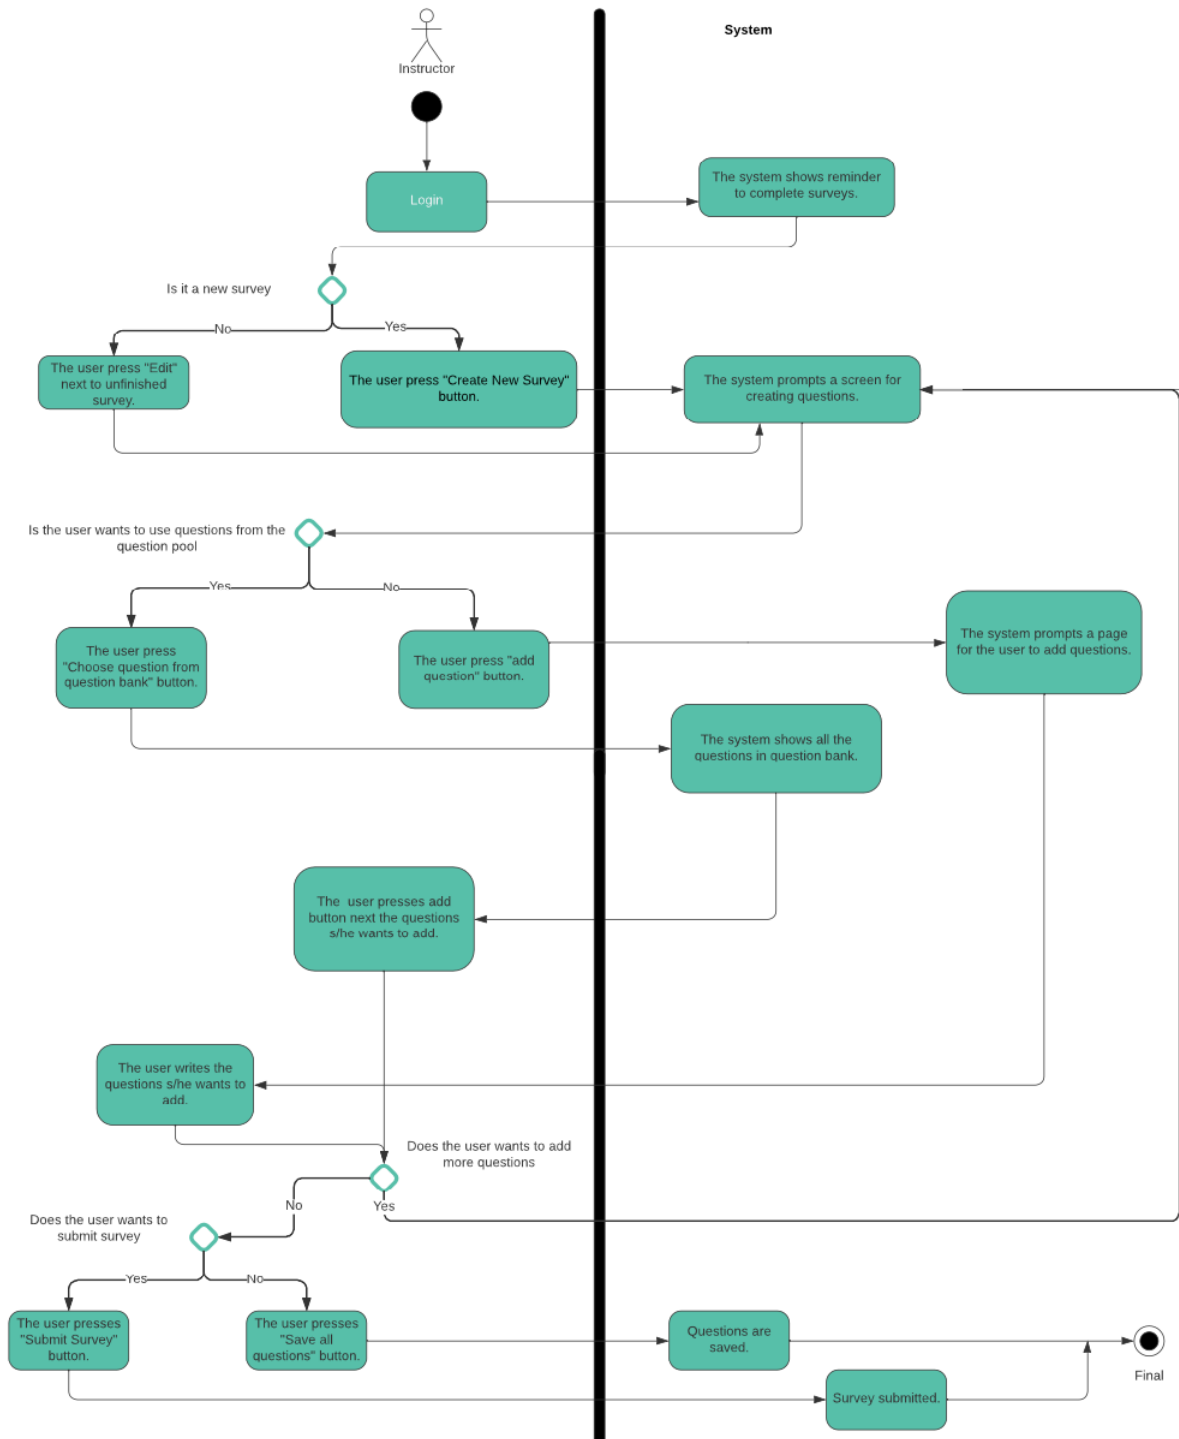 System
Instructor
Login
The system shows reminder
to complete surveys.
Is it a new survey
No
Yes
The user press "Edit"
next to unfinished
survey.
The user press "Create New Survey"
button.
The system prompts a screen for
creating questions.
Is the user wants to use questions from the
question pool
Yes
No
The user press
"Choose question from
question bank" button.
The user press "add
question" button.
The system prompts a page
for the user to add questions.
The system shows all the
questions in question bank.
The user presses add
button next the questions
s/he wants to add.
The user writes the
questions s/he wants to
add.
Does the user wants to add
more questions
No
Yes
Does the user wants to
submit survey
Yes
No
The user presses
"Submit Survey"
button.
The user presses
"Save all
questions" button.
Questions are
saved.
Final
Survey submitted.